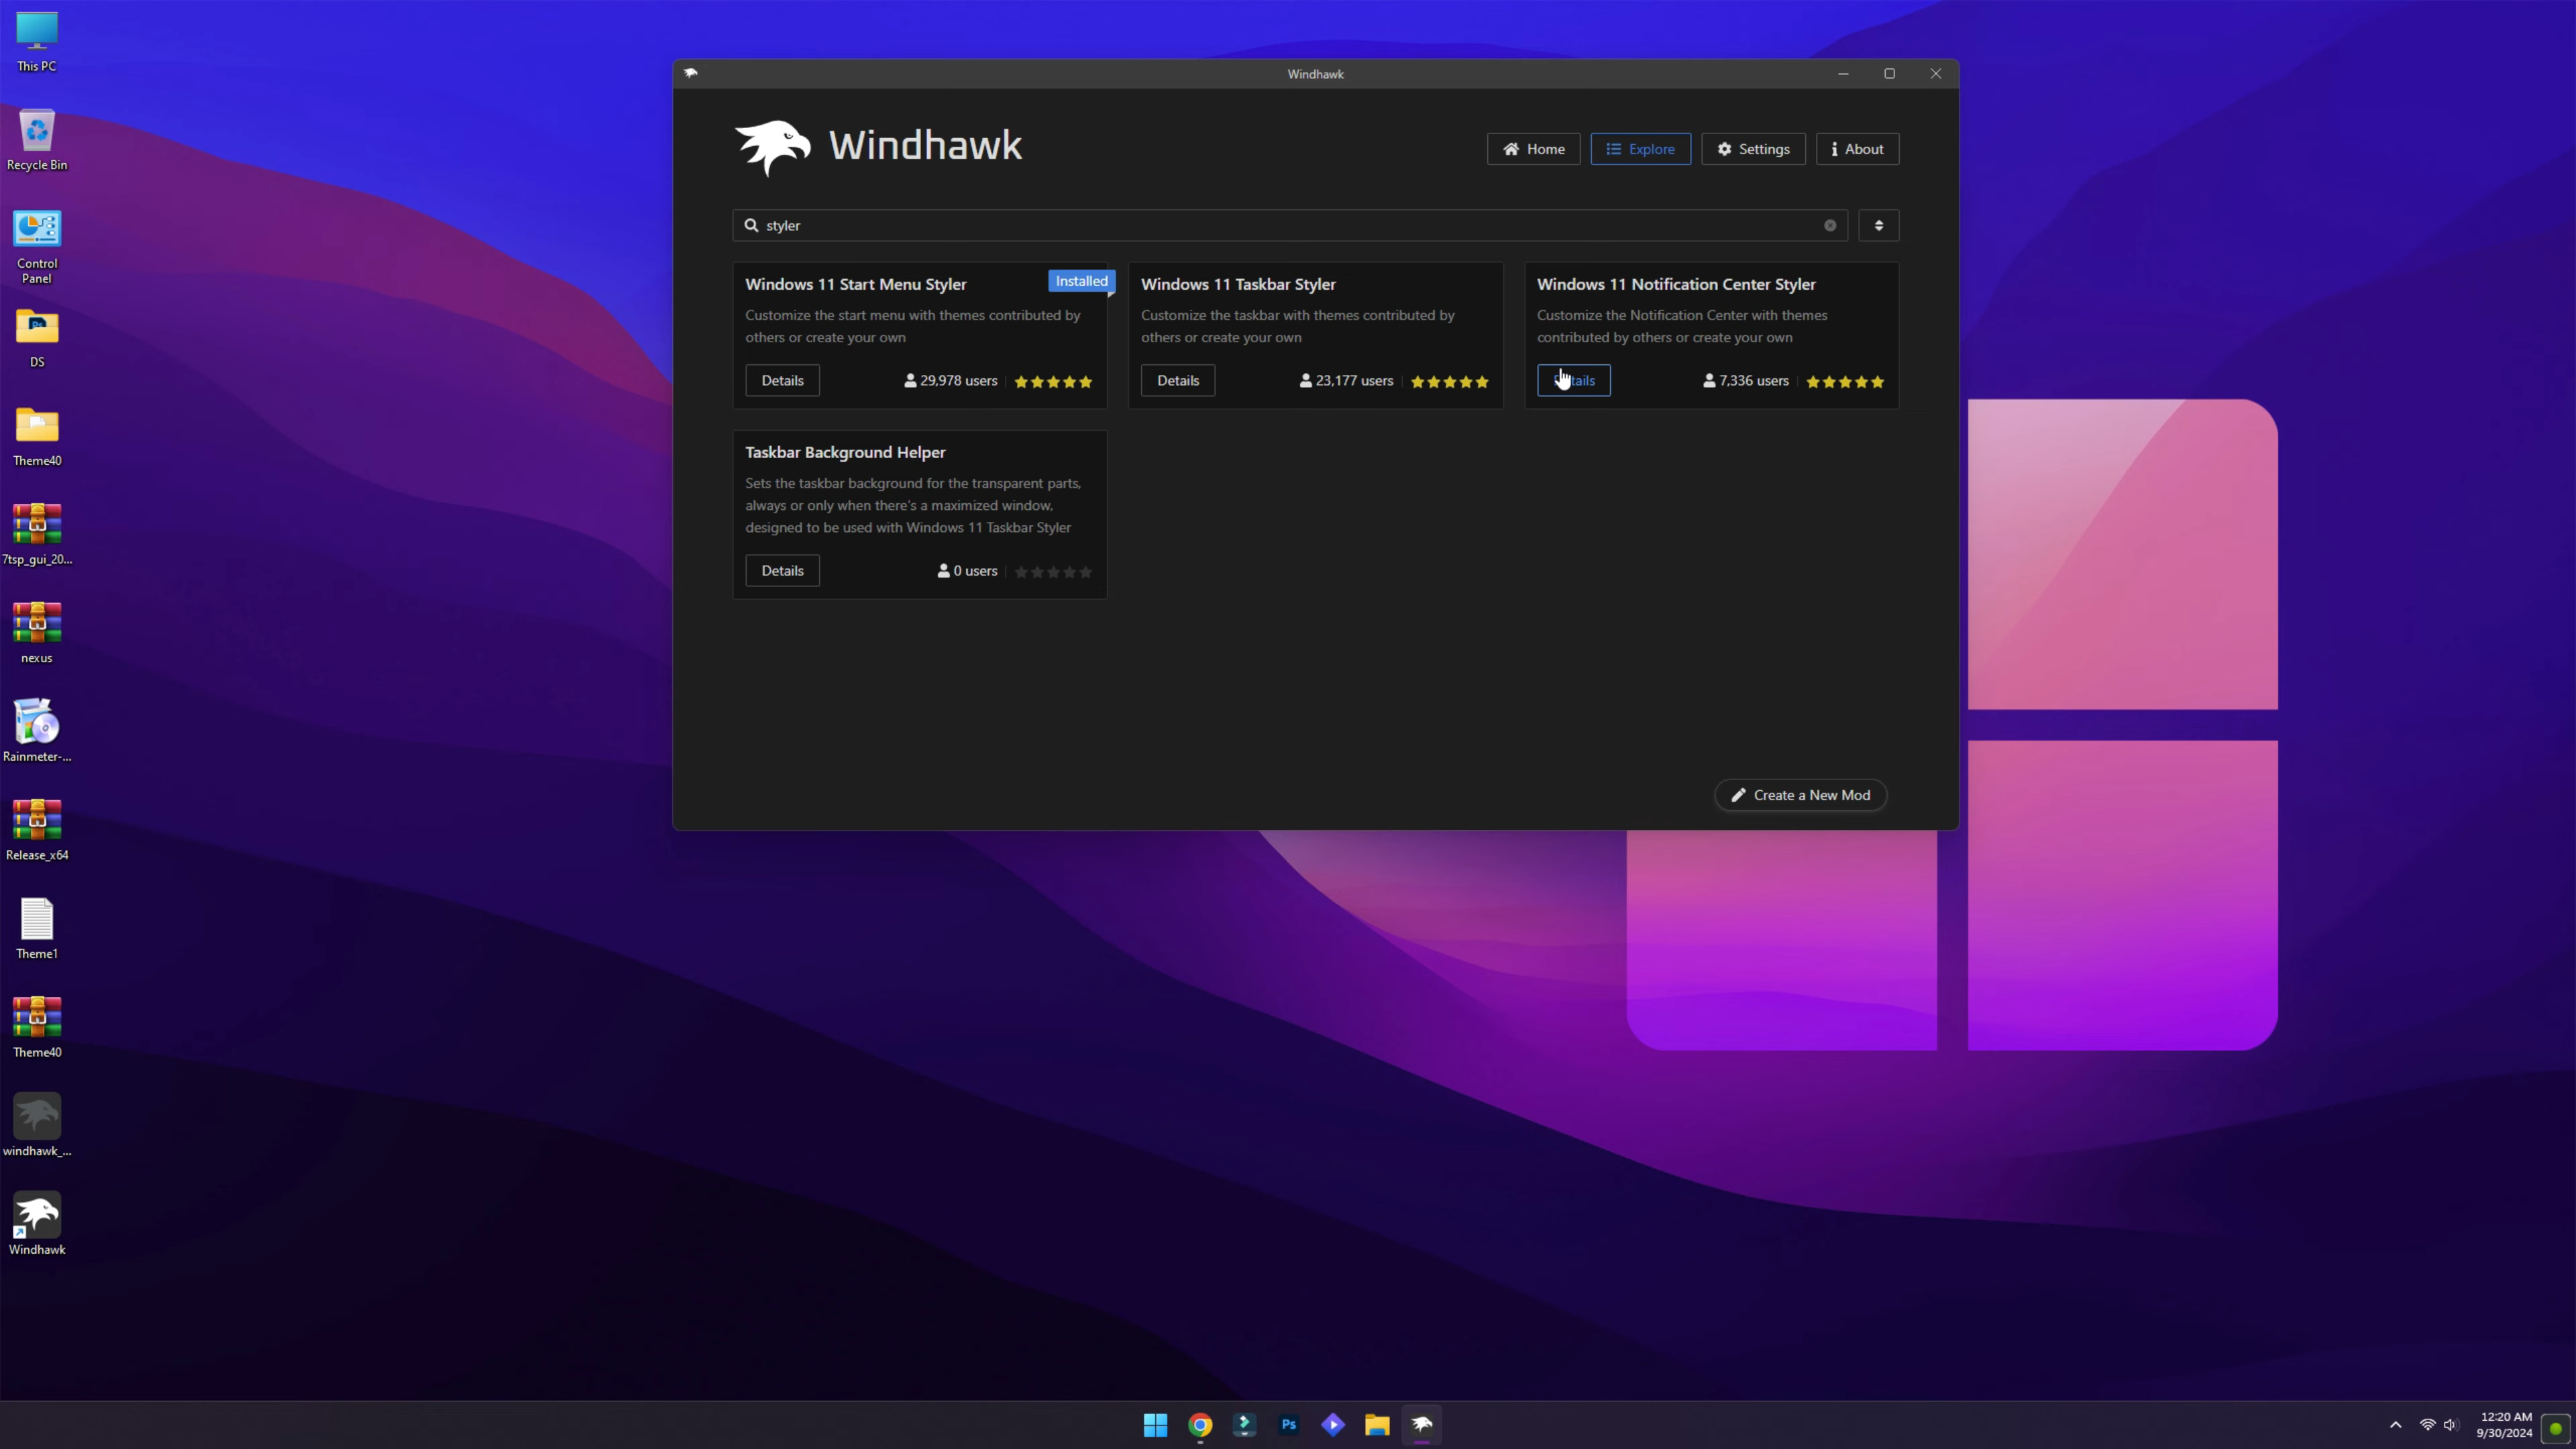 This PC
Recycle Bin
Control
Panel
DS
Theme40
7tsp_gui_20...
nexus
Rainmeter-...
Release_x64
Theme1
Theme40
windhawk_...
Windhawk
Windhawk
Windhawk
Home
Explore
Settings
About
styler
Windows 11 Start Menu Styler
Installed
Customize the start menu with themes contributed by
others or create your own
Details
29,978 users
Windows 11 Taskbar Styler
Customize the taskbar with themes contributed by
others or create your own
Details
23,177 users
Windows 11 Notification Center Styler
Customize the Notification Center with themes
contributed by others or create your own
7,336 users
Taskbar Background Helper
Sets the taskbar background for the transparent parts,
always or only when there's a maximized window,
designed to be used with Windows 11 Taskbar Styler
Details
0 users
Create a New Mod
Ps
12:20 AM
9/30/2024